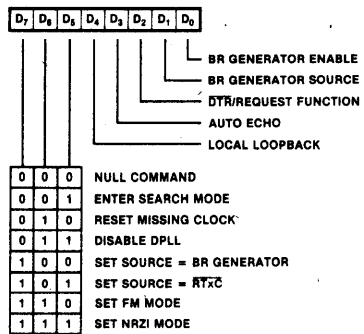 D7 D6 D5 D4 D3 D2 D1 D0
BR GENERATOR ENABLE
BR GENERATOR SOURCE
DTR/REQUEST FUNCTION
AUTO ECHO
LOCAL LOOPBACK
0 0 0 NULL COMMAND
0 0 1 ENTER SEARCH MODE
0 1 0 RESET MISSING CLOCK
0 1 1 DISABLE DPLL
1 0 0 SET SOURCE = BR GENERATOR
1 0 1 SET SOURCE = RTxC
1 1 0 SET FM MODE
1 1 1 SET NRZI MODE